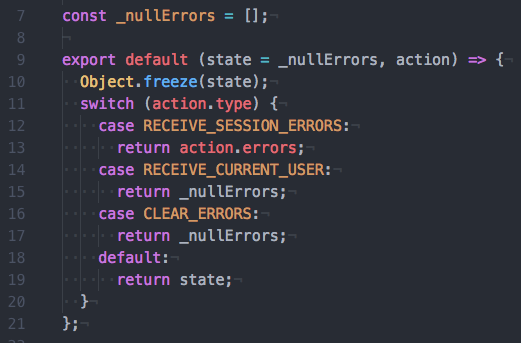 7 const _nullErrors = [];¬
8 ¬
9 export default (state = _nullErrors, action) => {¬
10 ··Object.freeze(state);¬
11 ··switch (action.type) {¬
12 ····case RECEIVE_SESSION_ERRORS:¬
13 ······return action.errors;¬
14 ····case RECEIVE_CURRENT_USER:¬
15 ······return _nullErrors;¬
16 ····case CLEAR_ERRORS:¬
17 ······return _nullErrors;¬
18 ····default:¬
19 ······return state;¬
20 ··}¬
21 };¬